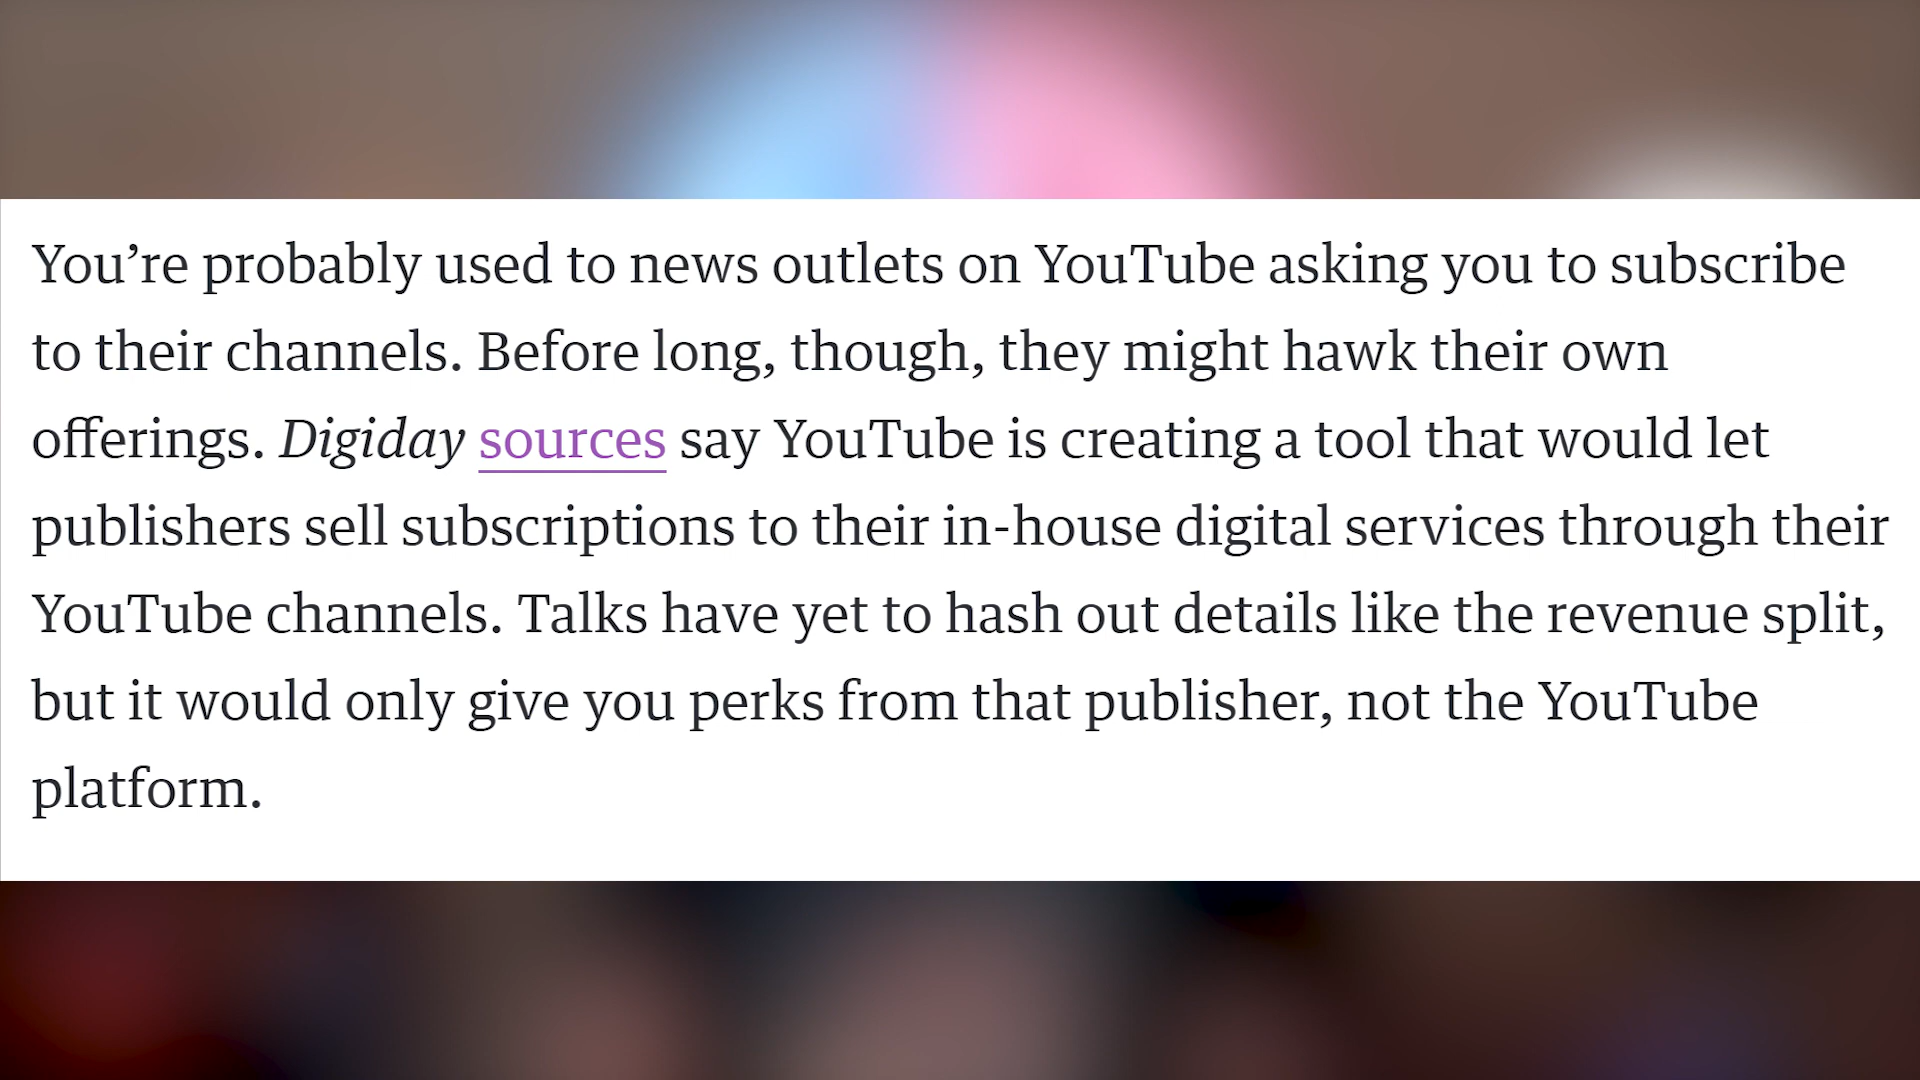 You’re probably used to news outlets on YouTube asking you to subscribe
to their channels. Before long, though, they might hawk their own
offerings. Digiday sources say YouTube is creating a tool that would let
publishers sell subscriptions to their in-house digital services through their
YouTube channels. Talks have yet to hash out details like the revenue split,
but it would only give you perks from that publisher, not the YouTube
platform.